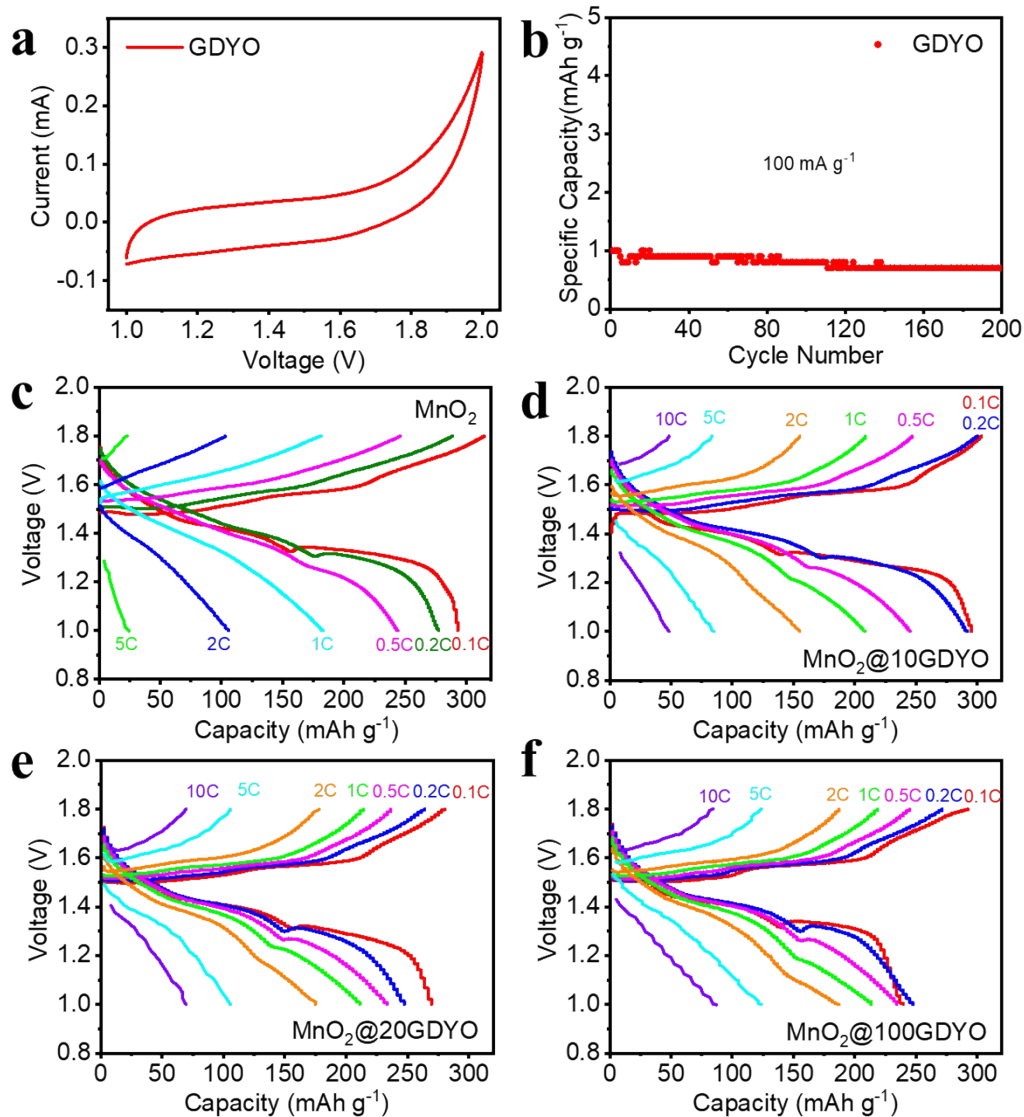 a
GDYO
0.3
0.2
0.1
0.0
-0.1
Current (mA)
1.0 1.2 1.4 1.6 1.8 2.0
Voltage (V)
b
GDYO
100 mA g⁻¹
5
4
3
2
1
0
Specific Capacity(mAh g⁻¹)
0 40 80 120 160 200
Cycle Number
c
MnO₂
2.0
1.8
1.6
1.4
1.2
1.0
0.8
Voltage (V)
5C 2C 1C 0.5C 0.2C 0.1C
0 50 100 150 200 250 300
Capacity (mAh g⁻¹)
d
0.1C
10C 5C 2C 1C 0.5C 0.2C
2.0
1.8
1.6
1.4
1.2
1.0
0.8
Voltage (V)
MnO₂@10GDYO
0 50 100 150 200 250 300
Capacity (mAh g⁻¹)
e
10C 5C 2C 1C 0.5C 0.2C 0.1C
2.0
1.8
1.6
1.4
1.2
1.0
0.8
Voltage (V)
MnO₂@20GDYO
0 50 100 150 200 250 300
Capacity (mAh g⁻¹)
f
10C 5C 2C 1C 0.5C 0.2C 0.1C
2.0
1.8
1.6
1.4
1.2
1.0
0.8
Voltage (V)
MnO₂@100GDYO
0 50 100 150 200 250 300
Capacity (mAh g⁻¹)